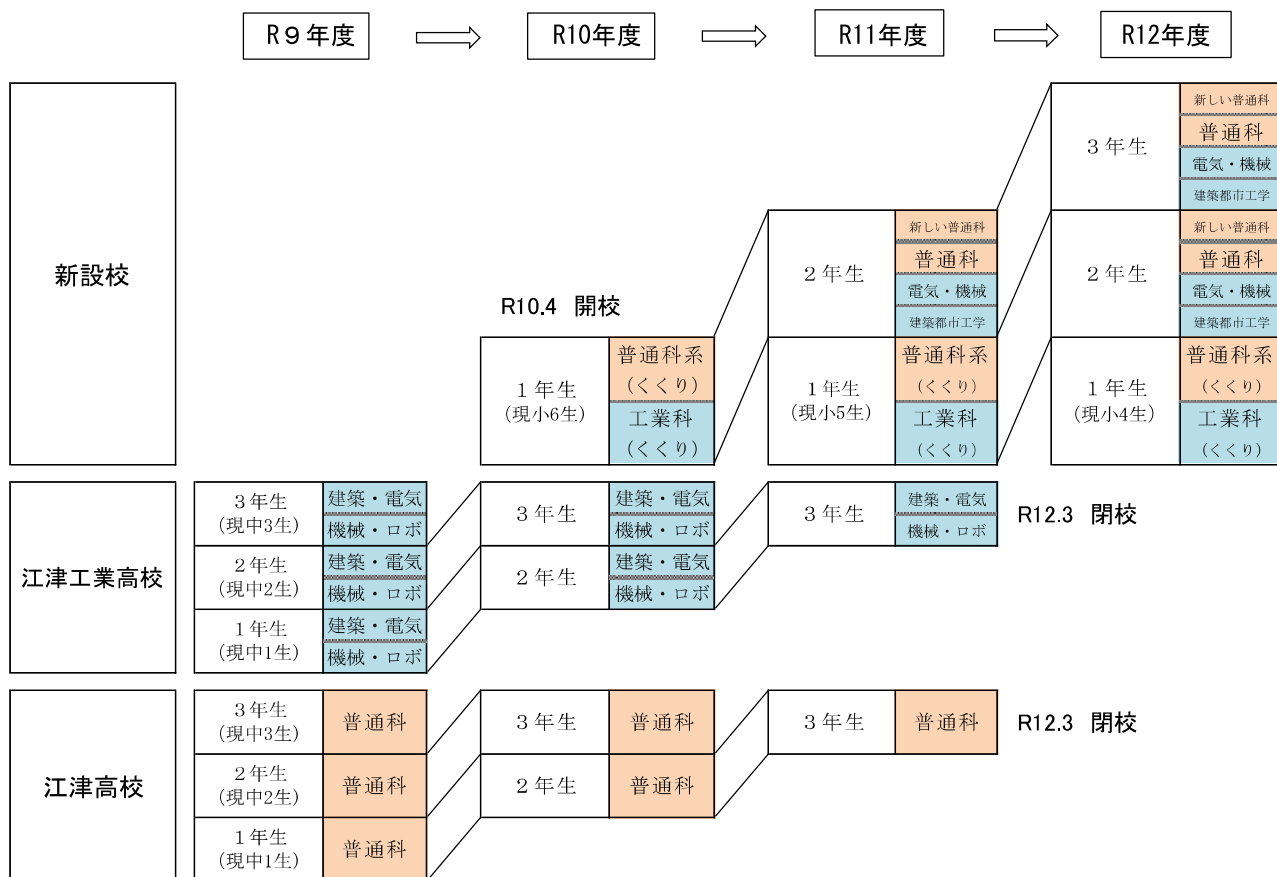 R９年度
R10年度
R11年度
R12年度
新設校
R10.4 開校
１年生
(現小6生)
普通科系
(くくり)
工業科
(くくり)
２年生
新しい普通科
普通科
電気・機械
建築都市工学
１年生
(現小5生)
普通科系
(くくり)
工業科
(くくり)
３年生
新しい普通科
普通科
電気・機械
建築都市工学
２年生
新しい普通科
普通科
電気・機械
建築都市工学
１年生
(現小4生)
普通科系
(くくり)
工業科
(くくり)
江津工業高校
３年生
(現中3生)
建築・電気
機械・ロボ
２年生
(現中2生)
建築・電気
機械・ロボ
１年生
(現中1生)
建築・電気
機械・ロボ
３年生
建築・電気
機械・ロボ
２年生
建築・電気
機械・ロボ
３年生
建築・電気
機械・ロボ
R12.3 閉校
江津高校
３年生
(現中3生)
普通科
２年生
(現中2生)
普通科
１年生
(現中1生)
普通科
３年生
普通科
２年生
普通科
３年生
普通科
R12.3 閉校